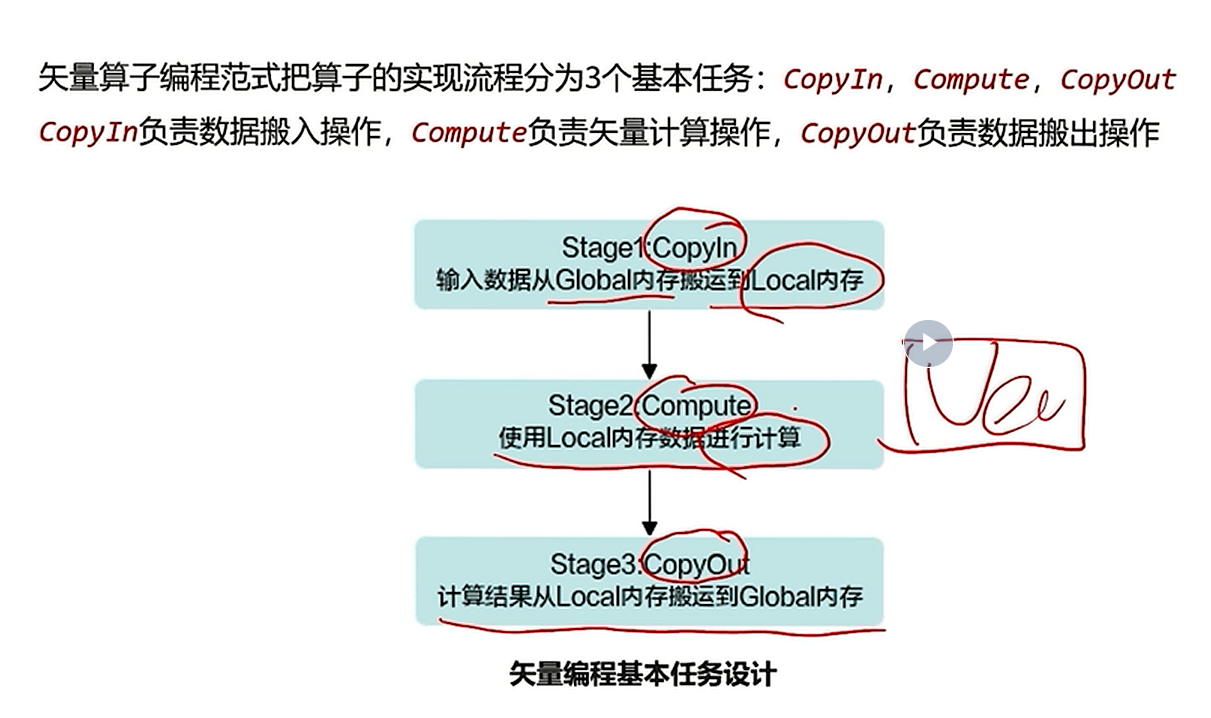 矢量算子编程范式把算子的实现流程分为3个基本任务：CopyIn，Compute，CopyOut
CopyIn负责数据搬入操作，Compute负责矢量计算操作，CopyOut负责数据搬出操作
Stage1:CopyIn
输入数据从Global内存搬运到Local内存
Stage2:Compute
使用Local内存数据进行计算
Stage3:CopyOut
计算结果从Local内存搬运到Global内存
矢量编程基本任务设计